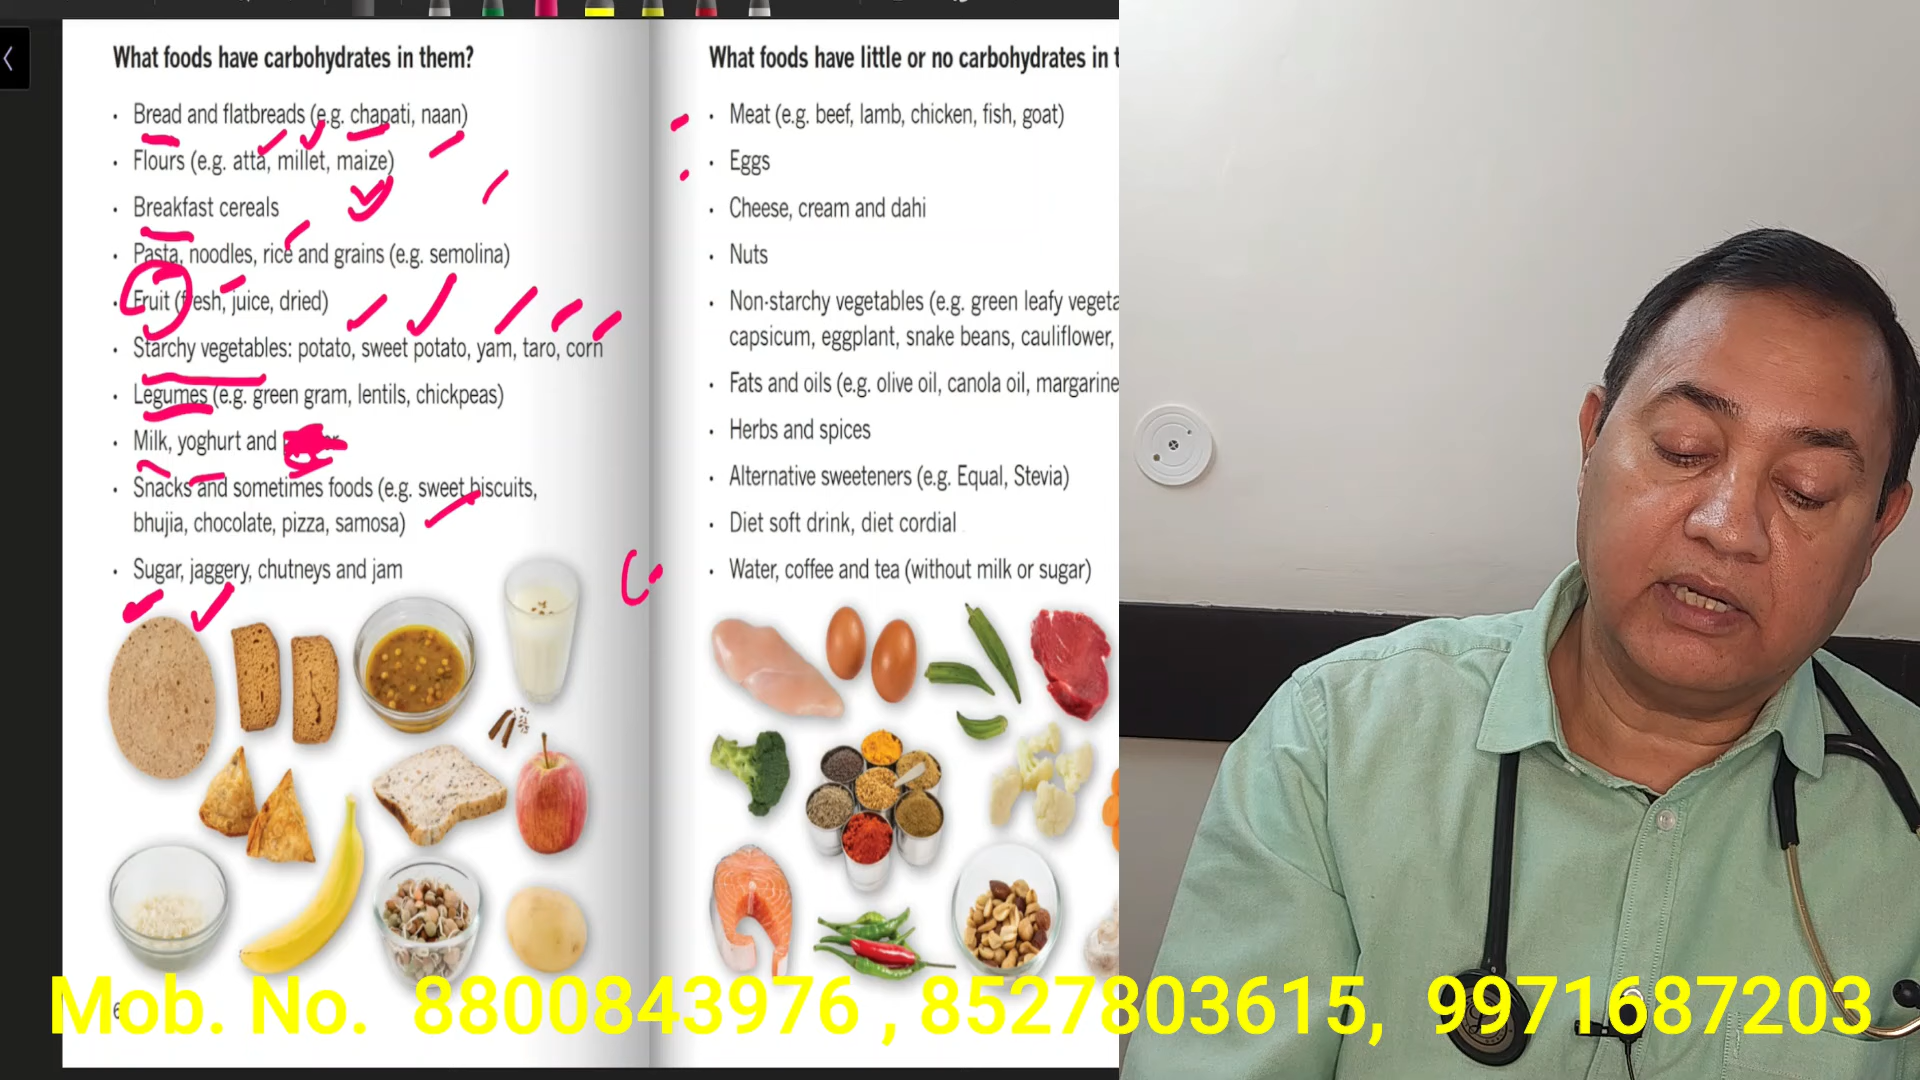 What foods have carbohydrates in them?
• Bread and flatbreads (e.g. chapati, naan)
• Flours (e.g. atta, millet, maize)
• Breakfast cereals
• Pasta, noodles, rice and grains (e.g. semolina)
• Fruit (fresh, juice, dried)
• Starchy vegetables: potato, sweet potato, yam, taro, corn
• Legumes (e.g. green gram, lentils, chickpeas)
• Milk, yoghurt and
• Snacks and sometimes foods (e.g. sweet biscuits,
bhujia, chocolate, pizza, samosa)
• Sugar, jaggery, chutneys and jam
6
What foods have little or no carbohydrates in
• Meat (e.g. beef, lamb, chicken, fish, goat)
• Eggs
• Cheese, cream and dahi
• Nuts
• Non-starchy vegetables (e.g. green leafy
capsicum, eggplant, snake beans, cauliflower,
• Fats and oils (e.g. olive oil, canola oil, margarine
• Herbs and spices
• Alternative sweeteners (e.g. Equal, Stevia)
• Diet soft drink, diet cordial
• Water, coffee and tea (without milk or sugar)
Mob. No. 8800843976 , 8527803615, 9971687203